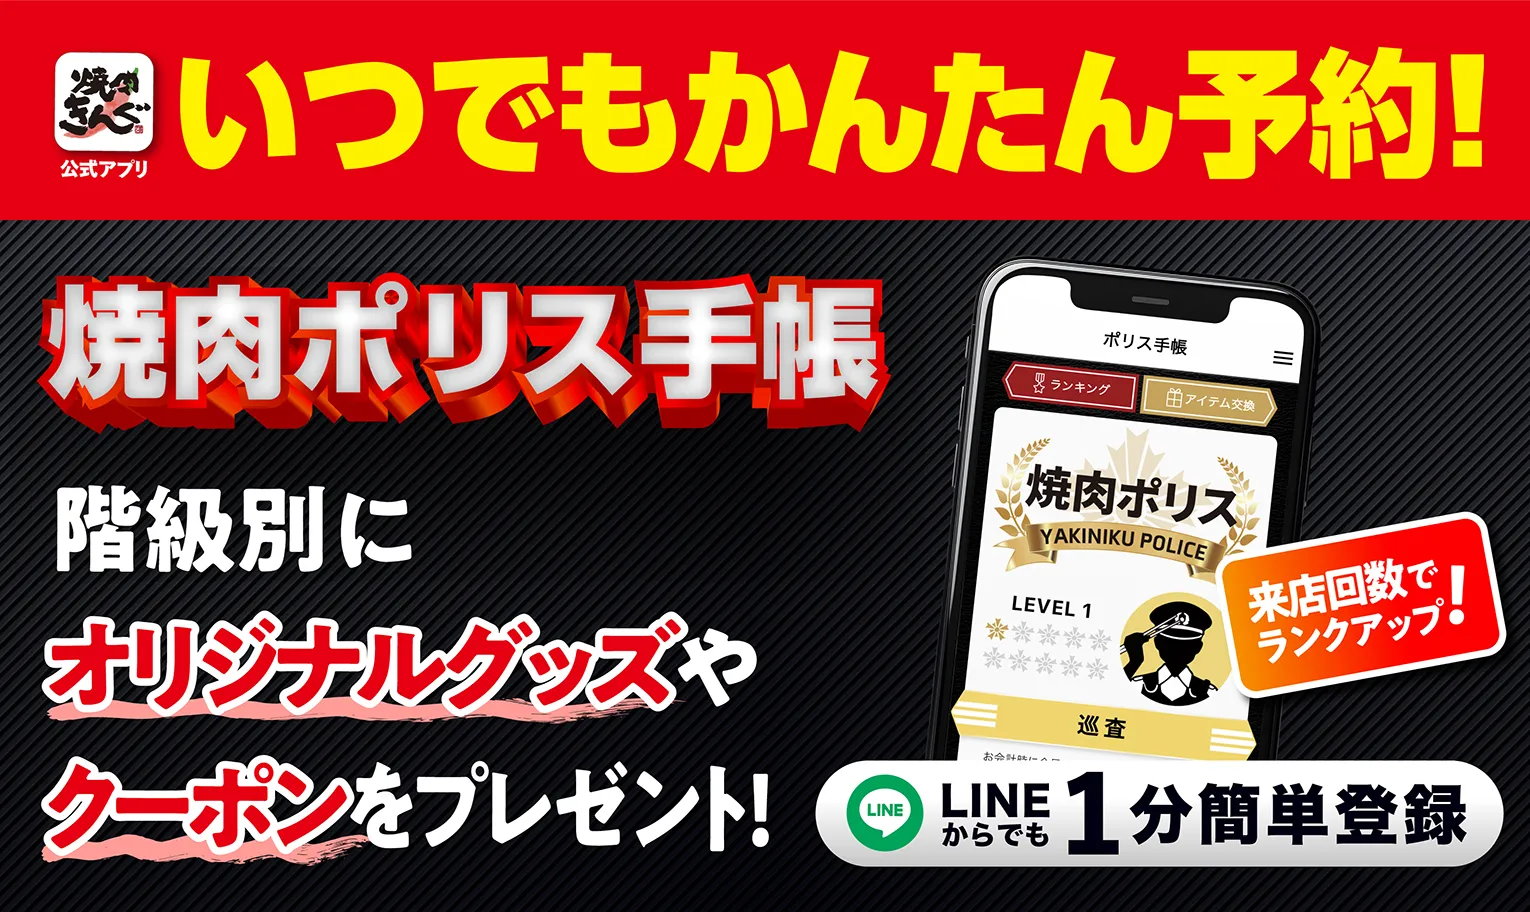 焼肉
きんぐ
公式アプリ
いつでもかんたん予約!
焼肉ポリス手帳
階級別に
オリジナルグッズや
クーポンをプレゼント!
ポリス手帳
ランキング
アイテム交換
焼肉ポリス
YAKINIKU POLICE
LEVEL 1
巡査
来店回数で
ランクアップ!
LINE
LINE
からでも
1分簡単登録